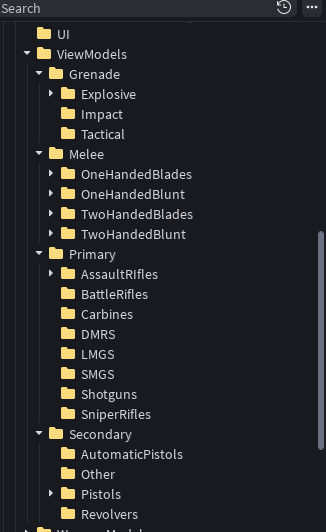 Search
UI
ViewModels
Grenade
Explosive
Impact
Tactical
Melee
OneHandedBlades
OneHandedBlunt
TwoHandedBlades
TwoHandedBlunt
Primary
AssaultRIfles
BattleRifles
Carbines
DMRS
LMGS
SMGS
Shotguns
SniperRifles
Secondary
AutomaticPistols
Other
Pistols
Revolvers